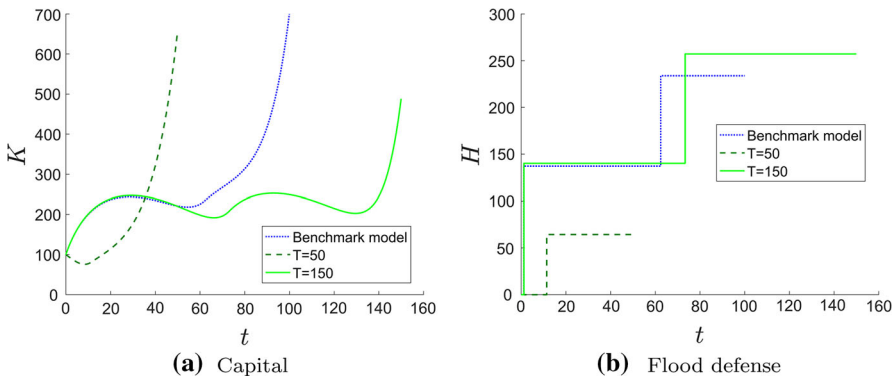 700
600
500
400
300
200
100
0
K
0 20 40 60 80 100 120 140 160
t
Benchmark model
T=50
T=150
(a) Capital
300
250
200
150
100
50
0
H
0 20 40 60 80 100 120 140 160
t
Benchmark model
T=50
T=150
(b) Flood defense